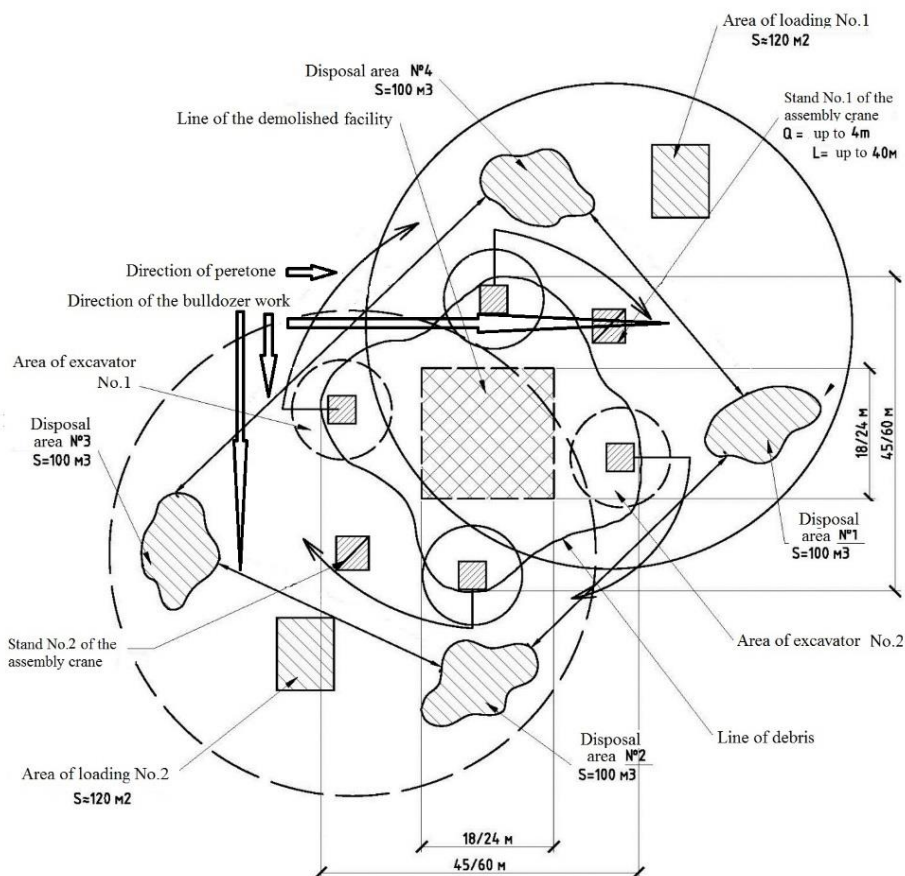 Area of loading No.1
S≈120 м2
Disposal area №4
S=100 м3
Stand No.1 of the
assembly crane
Q = up to 4m
L= up to 40м
Line of the demolished facility
Direction of peretone
Direction of the bulldozer work
Area of excavator
No.1
Disposal
area №3
S=100 м3
18/24 м
45/60 м
Disposal
area №1
S=100 м3
Stand No.2 of the
assembly crane
Area of excavator No.2
Line of debris
Disposal
area №2
S=100 м3
Area of loading No.2
S≈120 м2
18/24 м
45/60 м